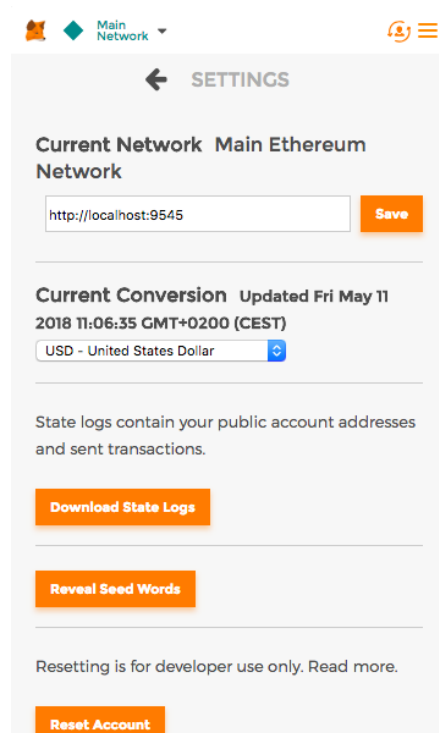 Main
Network
SETTINGS
Current Network Main Ethereum
Network
http://localhost:9545
Save
Current Conversion Updated Fri May 11
2018 11:06:35 GMT+0200 (CEST)
USD - United States Dollar
State logs contain your public account addresses
and sent transactions.
Download State Logs
Reveal Seed Words
Resetting is for developer use only. Read more.
Reset Account